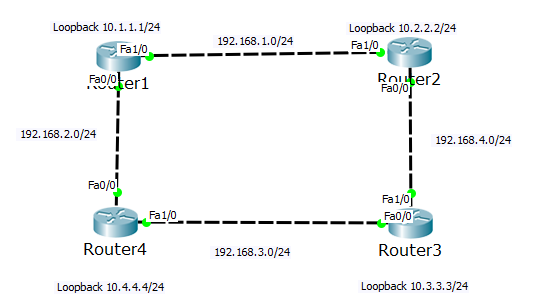 Loopback 10.1.1.1/24
Loopback 10.2.2.2/24
Fa1/0
192.168.1.0/24
Fa1/0
Fa0/0
Router1
Router2
Fa0/0
192.168.2.0/24
192.168.4.0/24
Fa0/0
Fa1/0
Fa1/0
Fa0/0
Router4
192.168.3.0/24
Router3
Loopback 10.4.4.4/24
Loopback 10.3.3.3/24